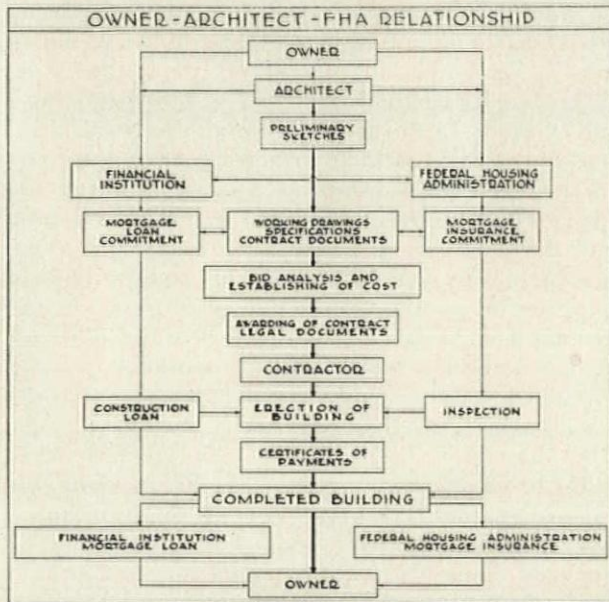 OWNER-ARCHITECT-FHA RELATIONSHIP
OWNER
ARCHITECT
PRELIMINARY
SKETCHES
FINANCIAL
INSTITUTION
FEDERAL HOUSING
ADMINISTRATION
MORTGAGE
LOAN
COMMITMENT
WORKING DRAWINGS
SPECIFICATIONS
CONTRACT DOCUMENTS
MORTGAGE
INSURANCE
COMMITMENT
BID ANALYSIS AND
ESTABLISHING OF COST
AWARDING OF CONTRACT
LEGAL DOCUMENTS
CONTRACTOR
CONSTRUCTION
LOAN
ERECTION OF
BUILDING
INSPECTION
CERTIFICATES OF
PAYMENTS
COMPLETED BUILDING
FINANCIAL INSTITUTION
MORTGAGE LOAN
FEDERAL HOUSING ADMINISTRATION
MORTGAGE INSURANCE
OWNER